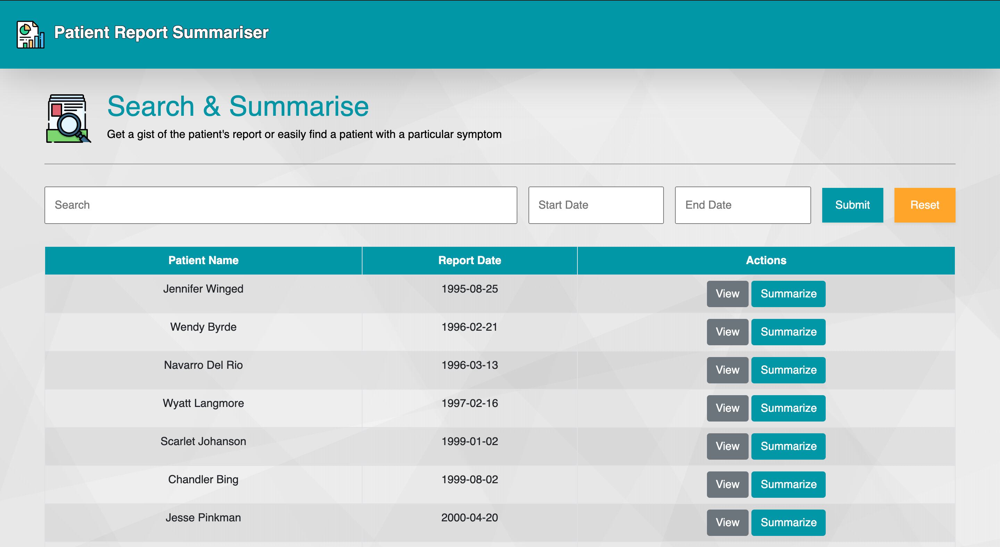 Patient Report Summariser
Search & Summarise
Get a gist of the patient's report or easily find a patient with a particular symptom
Search Start Date End Date Submit Reset
Patient Name Report Date Actions
Jennifer Winged 1995-08-25 View Summarize
Wendy Byrde 1996-02-21 View Summarize
Navarro Del Rio 1996-03-13 View Summarize
Wyatt Langmore 1997-02-16 View Summarize
Scarlet Johanson 1999-01-02 View Summarize
Chandler Bing 1999-08-02 View Summarize
Jesse Pinkman 2000-04-20 View Summarize